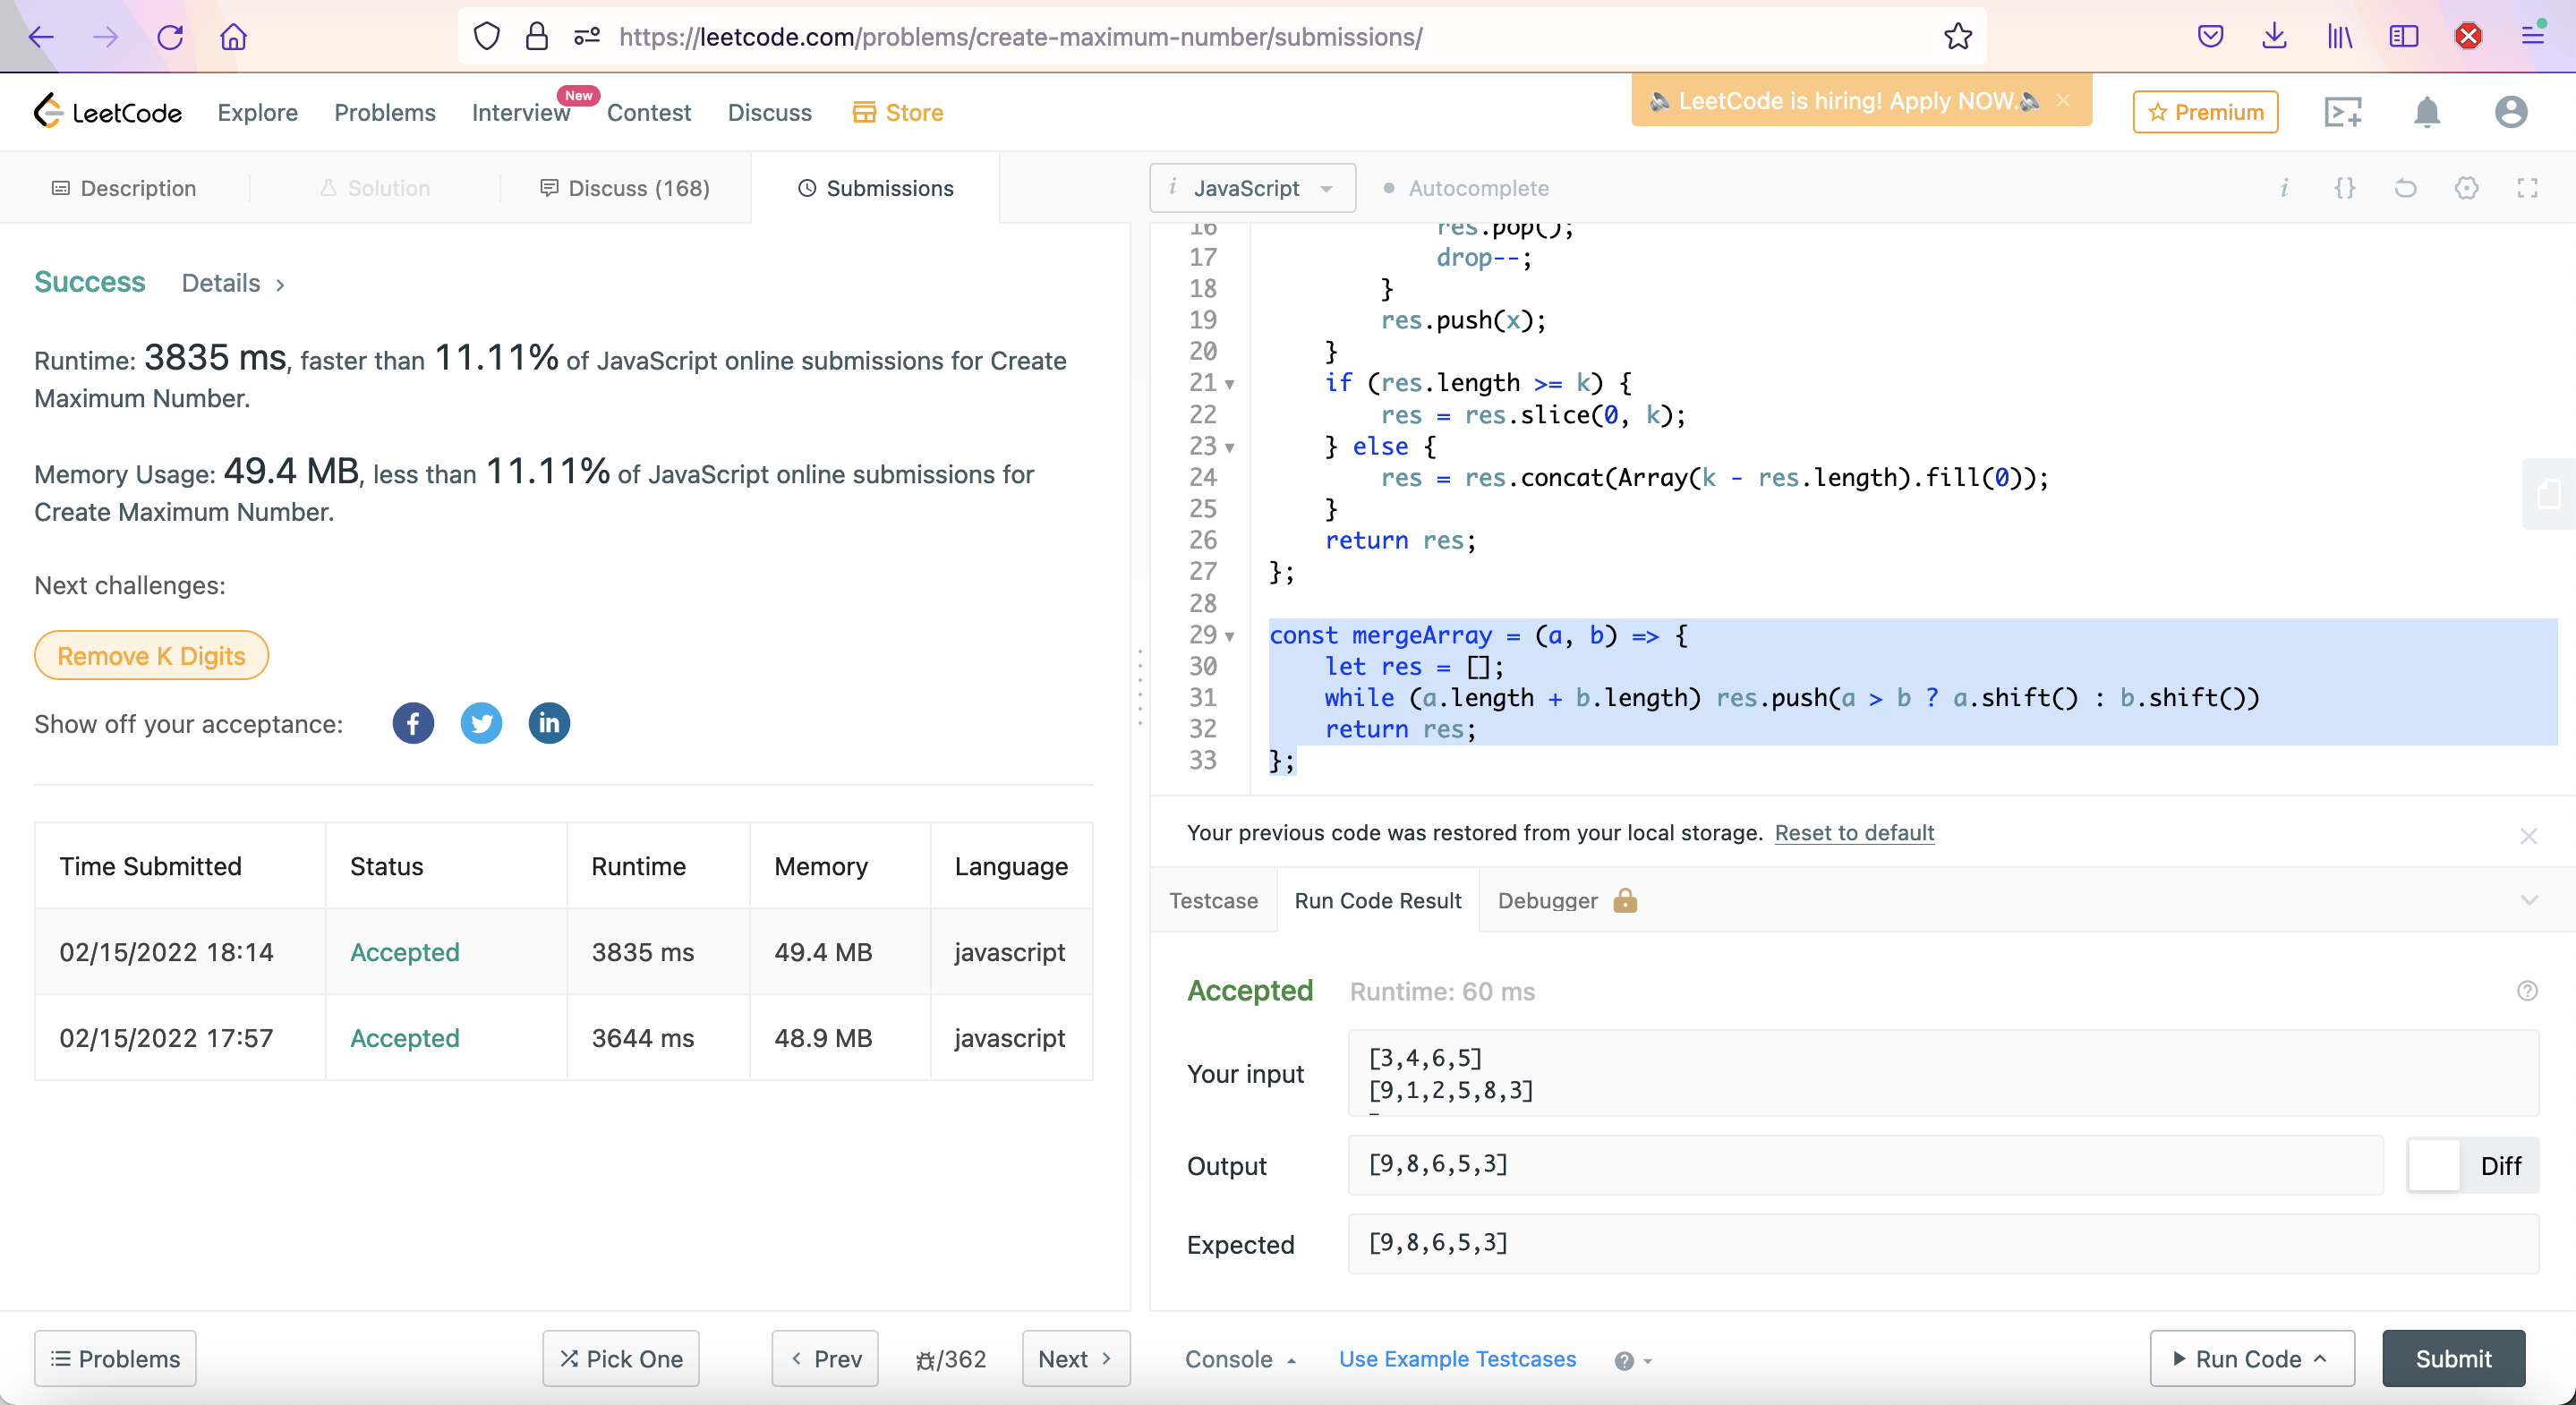 https://leetcode.com/problems/create-maximum-number/submissions/
LeetCode
Explore
Problems
Interview
New
Contest
Discuss
Store
LeetCode is hiring! Apply NOW.
Premium
Description
Solution
Discuss (168)
Submissions
i JavaScript
Autocomplete
Success Details
Runtime: 3835 ms, faster than 11.11% of JavaScript online submissions for Create
Maximum Number.
Memory Usage: 49.4 MB, less than 11.11% of JavaScript online submissions for
Create Maximum Number.
Next challenges:
Remove K Digits
Show off your acceptance:
Time Submitted Status Runtime Memory Language
02/15/2022 18:14 Accepted 3835 ms 49.4 MB javascript
02/15/2022 17:57 Accepted 3644 ms 48.9 MB javascript
16 res.pop();
17 drop--;
18 }
19 res.push(x);
20 }
21 if (res.length >= k) {
22 res = res.slice(0, k);
23 } else {
24 res = res.concat(Array(k - res.length).fill(0));
25 }
26 return res;
27 };
28
29 const mergeArray = (a, b) => {
30 let res = [];
31 while (a.length + b.length) res.push(a > b ? a.shift() : b.shift())
32 return res;
33 };
Your previous code was restored from your local storage. Reset to default
Testcase
Run Code Result
Debugger
Accepted Runtime: 60 ms
Your input
[3,4,6,5]
[9,1,2,5,8,3]
Output
[9,8,6,5,3]
Diff
Expected
[9,8,6,5,3]
Problems
Pick One
Prev
/362
Next
Console
Use Example Testcases
Run Code
Submit